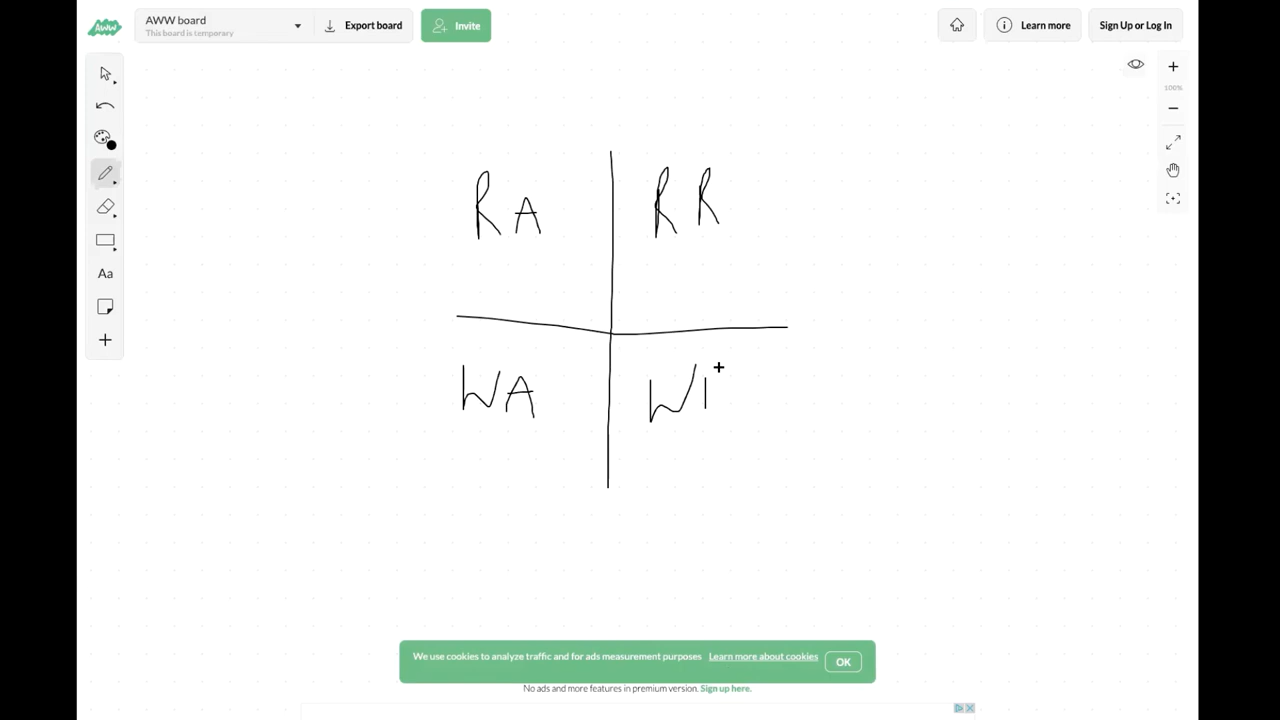 AWW
AWW board
This board is temporary
Export board
Invite
Learn more
Sign Up or Log In
100%
Aa
RA
RR
WA
We use cookies to analyze traffic and for ads measurement purposes Learn more about cookies OK
No ads and more features in premium version. Sign up here.